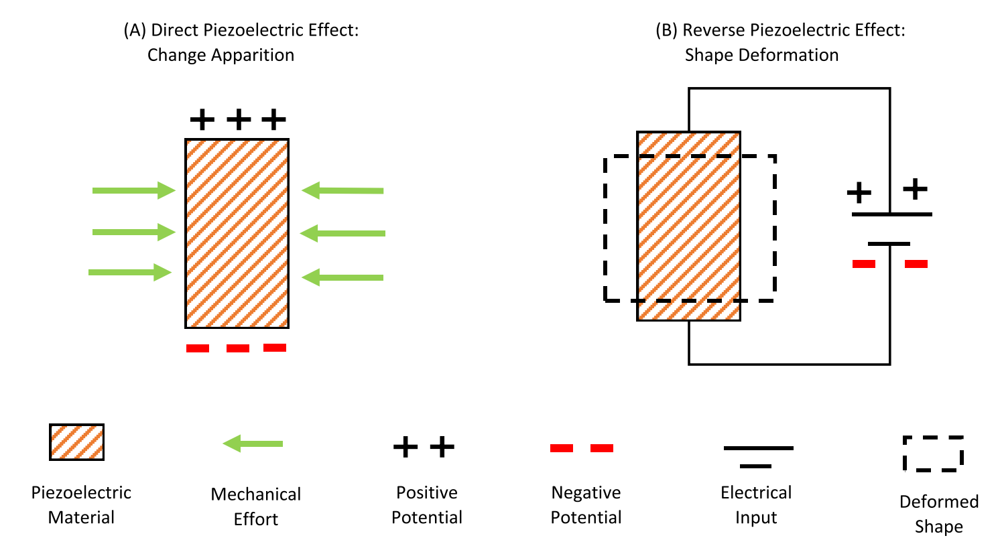 (A) Direct Piezoelectric Effect:
Change Apparition
(B) Reverse Piezoelectric Effect:
Shape Deformation
Piezoelectric
Material
Mechanical
Effort
Positive
Potential
Negative
Potential
Electrical
Input
Deformed
Shape